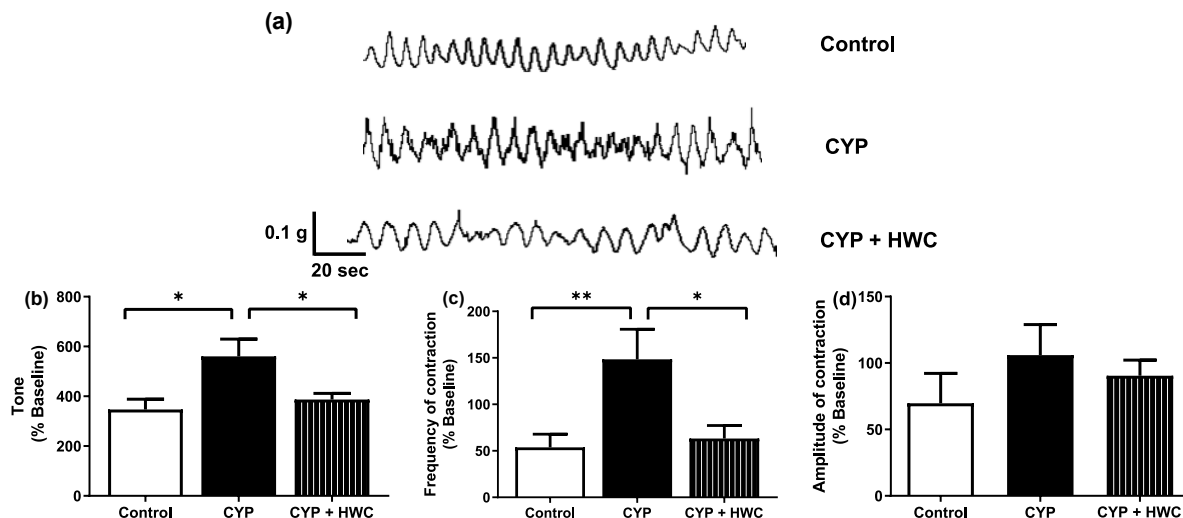 (a)
Control
CYP
CYP + HWC
0.1 g
20 sec
(b)
800
600
400
200
0
Tone
(% Baseline)
*
*
Control
CYP
CYP + HWC
(c)
200
150
100
50
0
Frequency of contraction
(% Baseline)
**
*
Control
CYP
CYP + HWC
(d)
150
100
50
0
Amplitude of contraction
(% Baseline)
Control
CYP
CYP + HWC